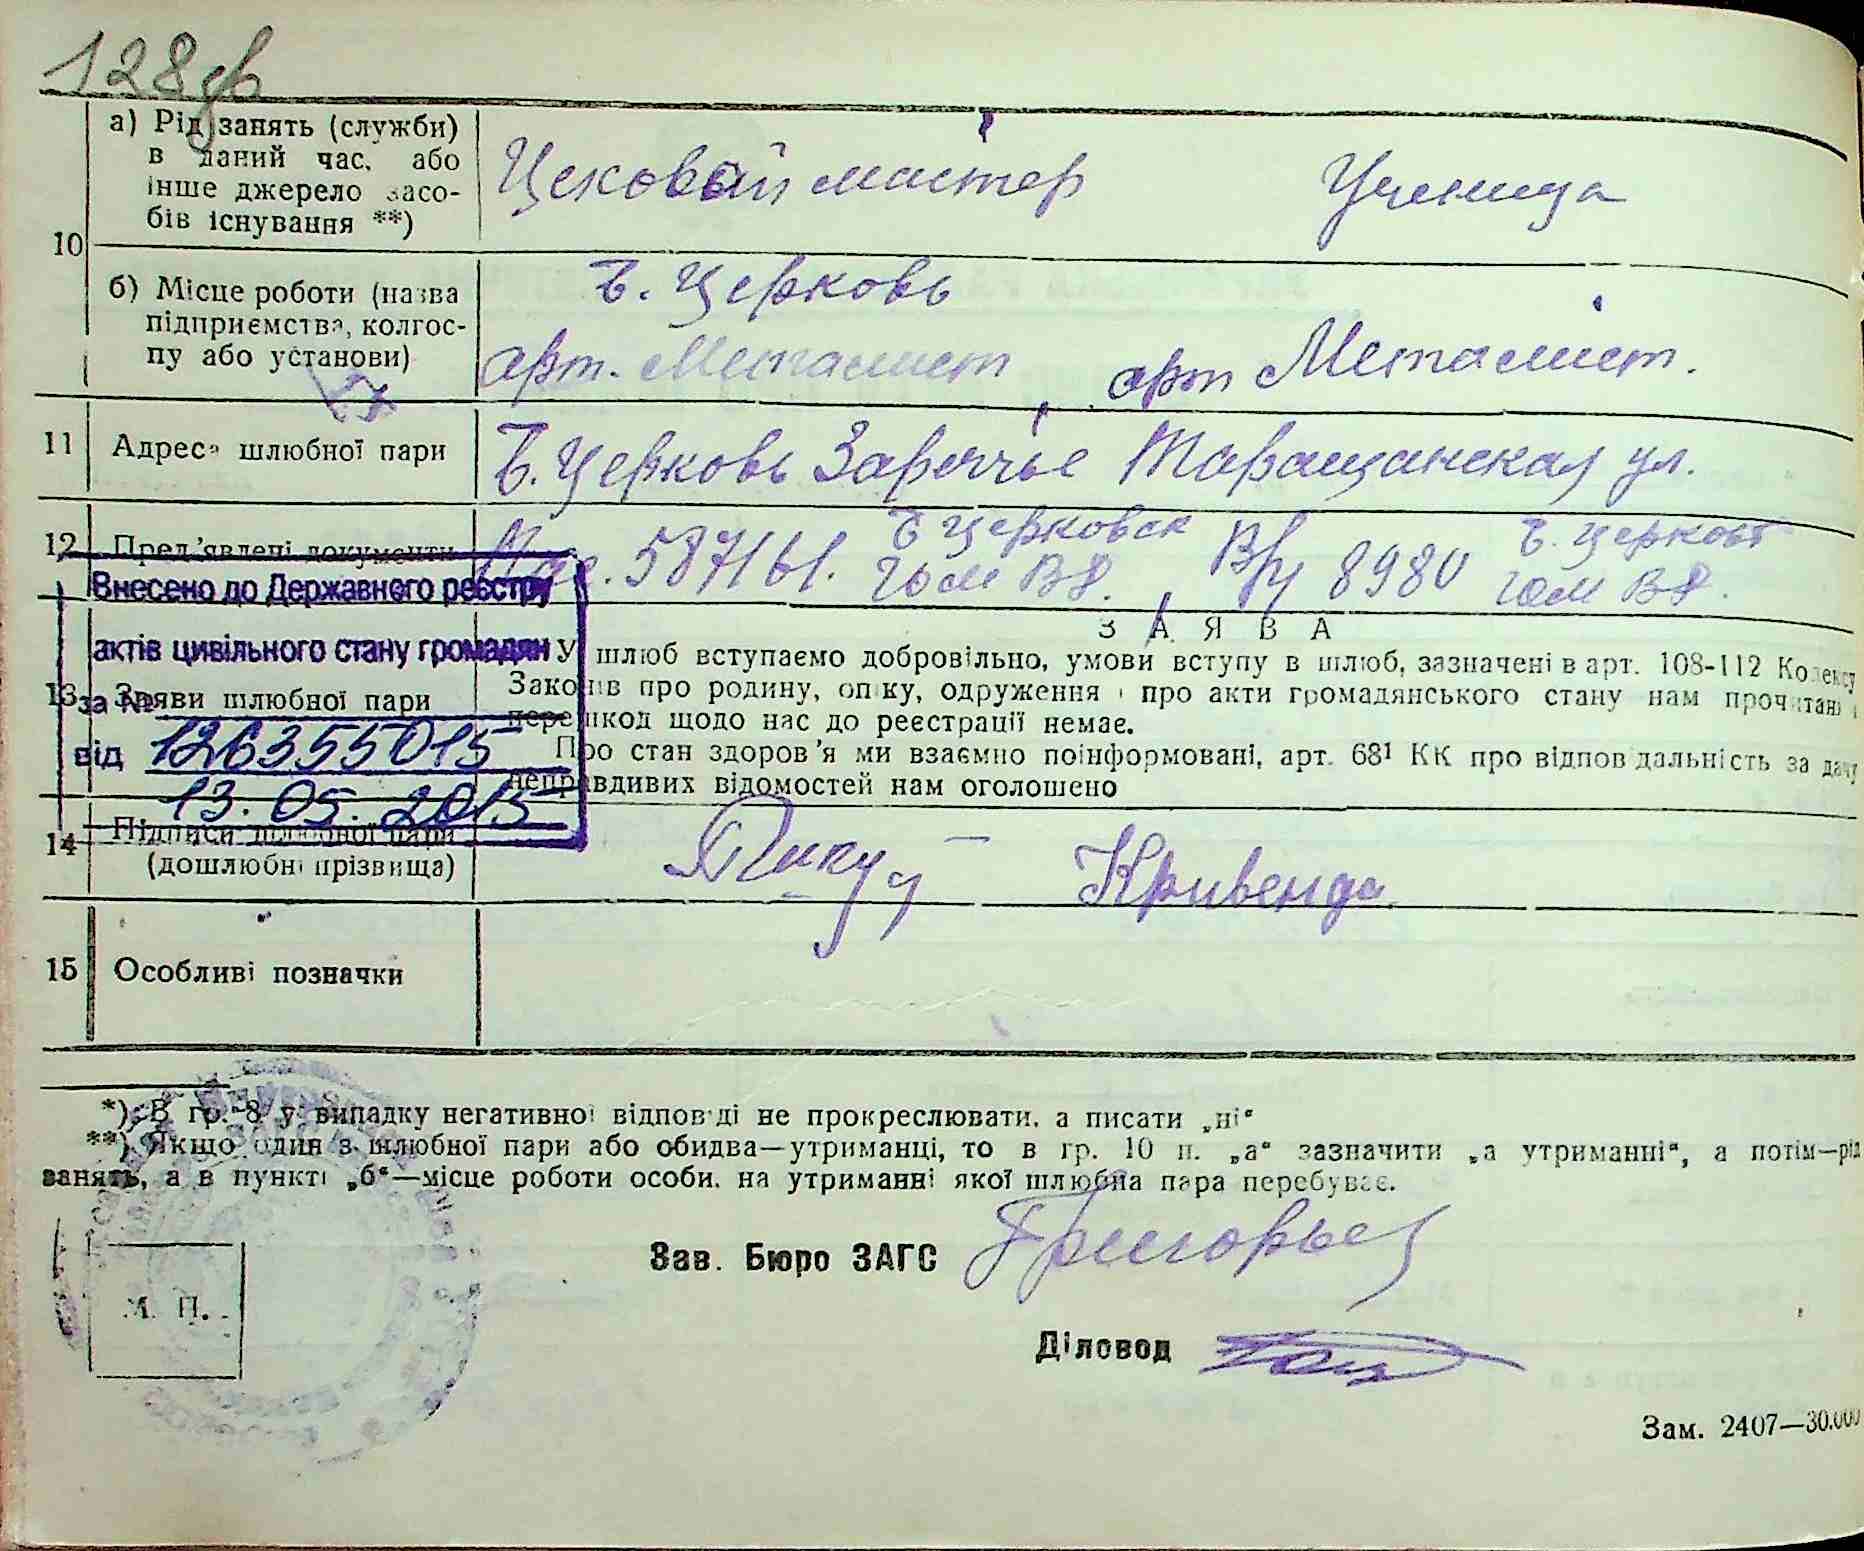 128
10
а) Рід занять (служби) в даний час, або інше джерело засобів існування **)
Цековой мастер
Ученица
б) Місце роботи (назва підприємства, колгоспу або установи)
Б. Церковь
арт. Металист
арт Металист.
11 Адреса шлюбної пари
Б. Церковь Заречье Таращанская ул.
12 Пред'явлені документи
587161. Б Церковск
ГОМ
8980 Б. Церков
ГОМ
Внесено до Державного реєстру
актів цивільного стану громадян
за №
від 126355015
13.05.2015
ЗАЯВА
13 Заяви шлюбної пари
У шлюб вступаємо добровільно, умови вступу в шлюб, зазначені в арт. 108-112 Кодексу
Законів про родину, опіку, одруження і про акти громадянського стану нам прочитані і
перешкод щодо нас до реєстрації немає.
Про стан здоров'я ми взаємно поінформовані, арт. 68¹ КК про відповідальність за дачу
неправдивих відомостей нам оголошено
14 Підписи шлюбної пари
(дошлюбні прізвища)
Кривенда
15 Особливі позначки
*) В гр. 8 у випадку негативної відповіді не прокреслювати, а писати „ні“
**) Якщо один з шлюбної пари або обидва—утриманці, то в гр. 10 п. „а“ зазначити „а утриманні“, а потім—рід
занять, а в пункті „б“—місце роботи особи, на утриманні якої шлюбна пара перебуває.
Зав. Бюро ЗАГС
М. П.
Діловод
Зам. 2407—30.000